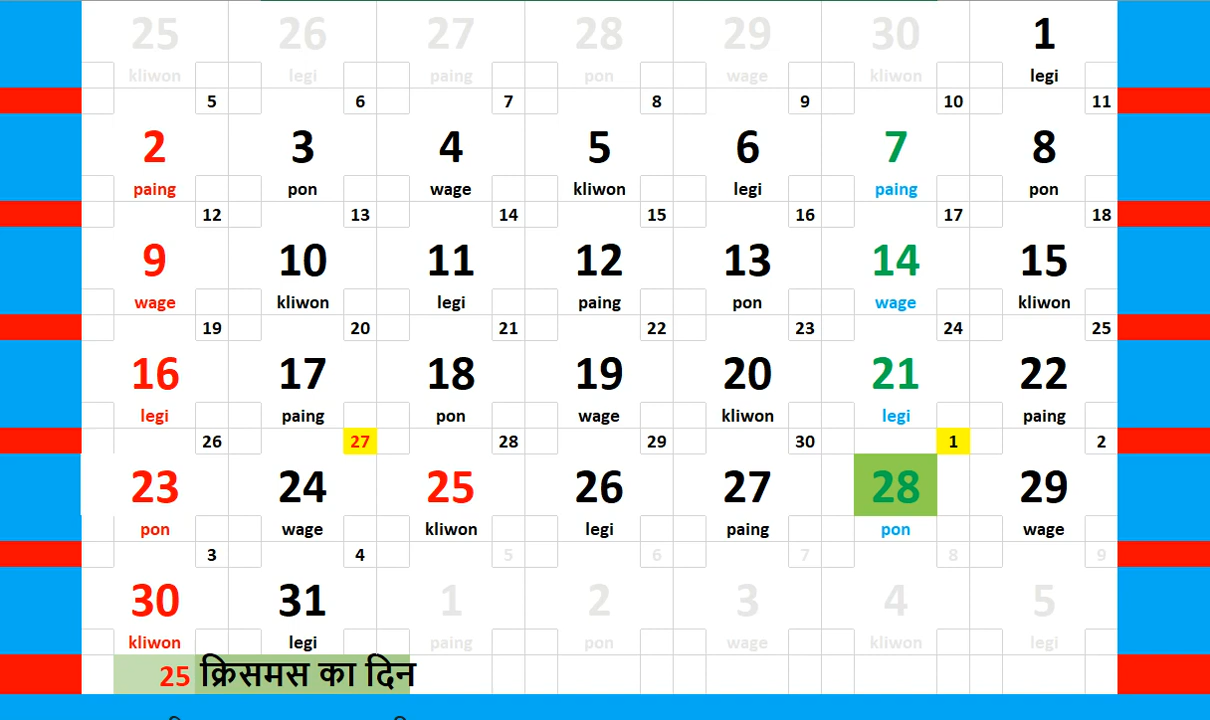 25 26 27 28 29 30 1
kliwon legi paing pon wage kliwon legi
5 6 7 8 9 10 11
2 3 4 5 6 7 8
paing pon wage kliwon legi paing pon
12 13 14 15 16 17 18
9 10 11 12 13 14 15
wage kliwon legi paing pon wage kliwon
19 20 21 22 23 24 25
16 17 18 19 20 21 22
legi paing pon wage kliwon legi paing
26 27 28 29 30 1 2
23 24 25 26 27 28 29
pon wage kliwon legi paing pon wage
3 4 5 6 7 8 9
30 31 1 2 3 4 5
kliwon legi paing pon wage kliwon legi
25 क्रिसमस का दिन